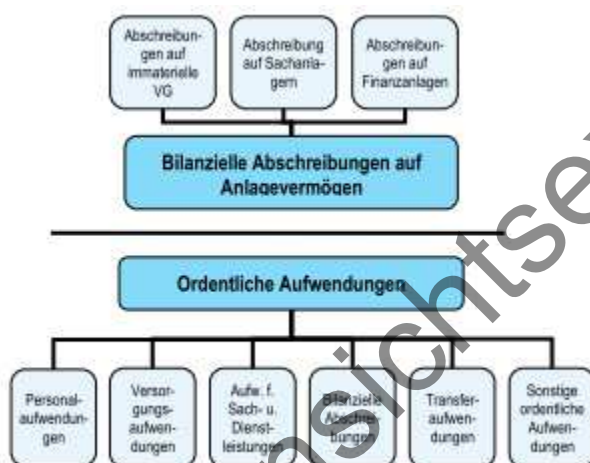 Abschreibun-
gen auf
immaterielle
VG
Abschreibung
auf Sachanla-
gern
Abschreibun-
gen auf
Finanzanlagen
Bilanzielle Abschreibungen auf
Anlagevermögen
Ordentliche Aufwendungen
Personal-
aufwendun-
gen
Versor-
gungs-
aufwen-
dungen
Aufw. f.
Sach- u.
Dienst-
leistungen
Bilanzielle
Abschrei-
bungen
Transfer-
aufwen-
dungen
Sonstige
ordentliche
Aufwen-
dungen